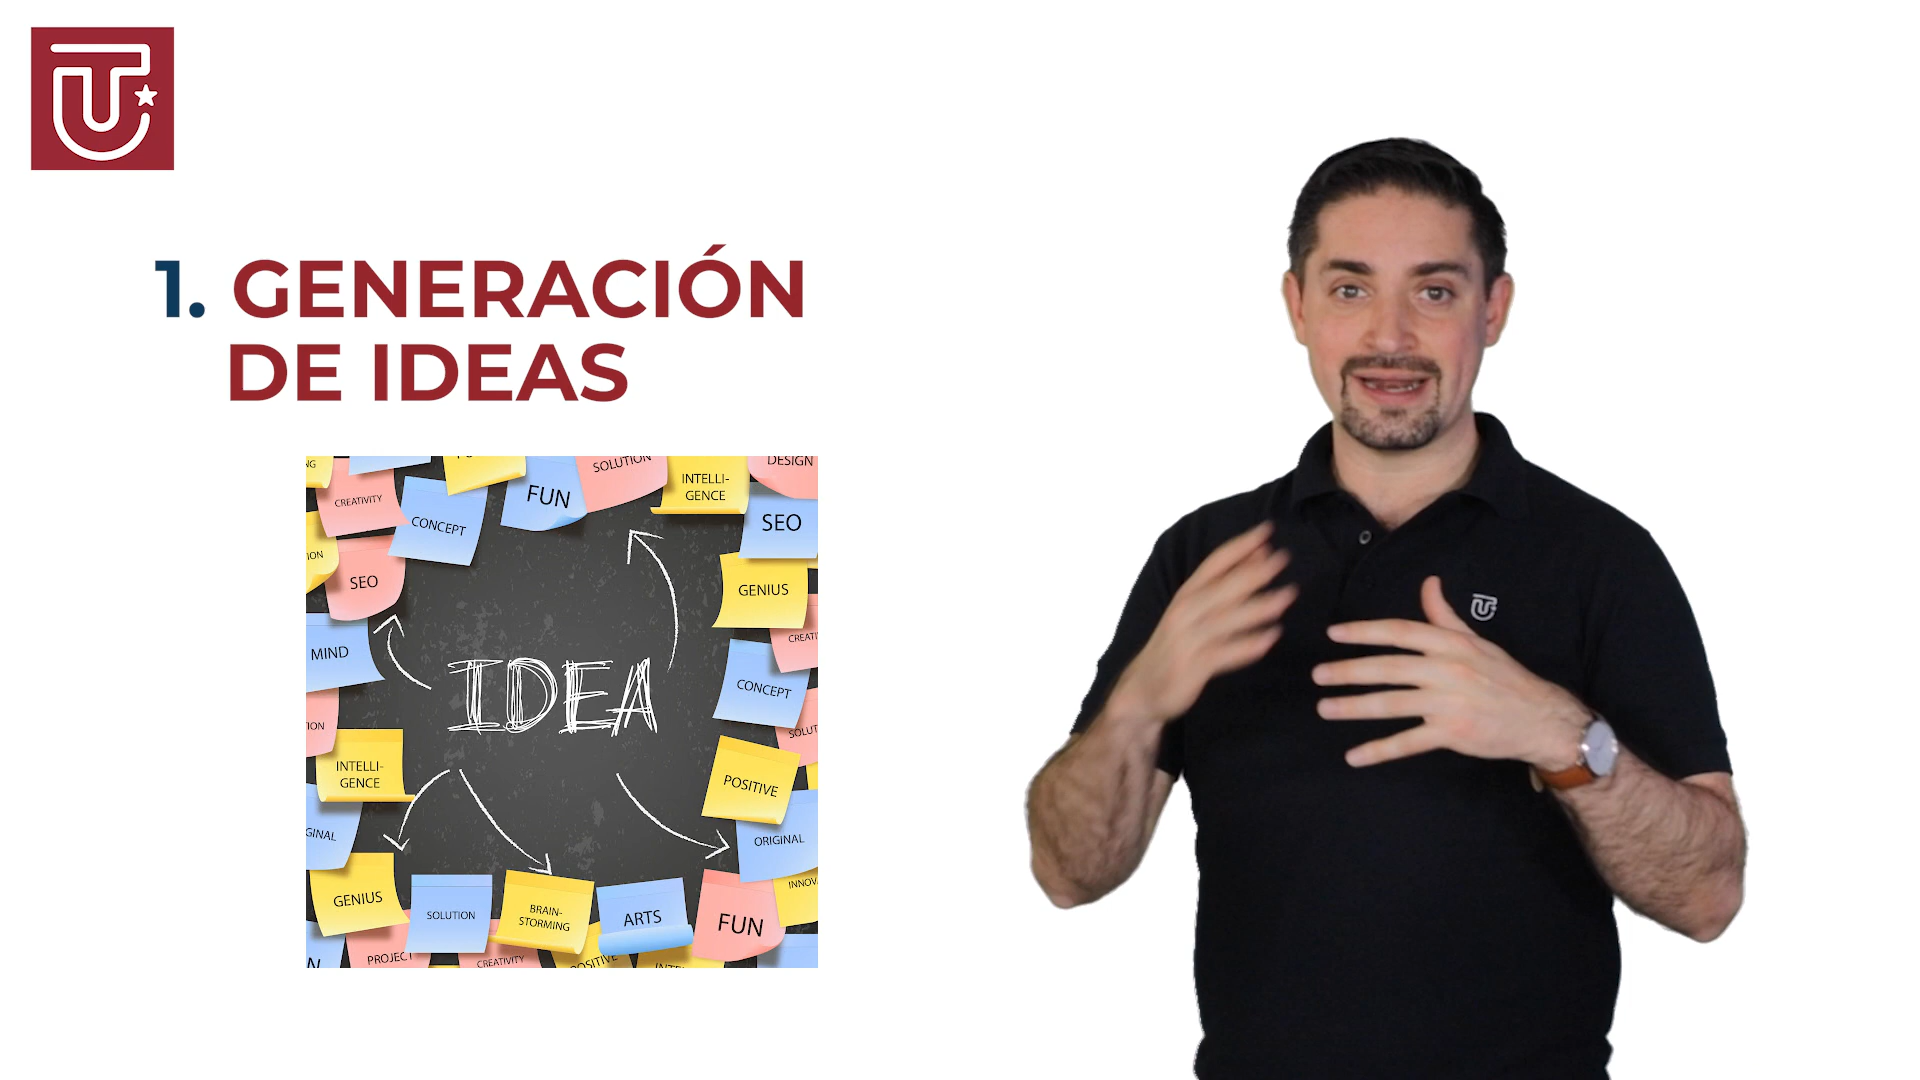 1. GENERACIÓN
DE IDEAS
SOLUTION
DESIGN
CREATIVITY
CONCEPT
FUN
INTELLI-
GENCE
SEO
SEO
GENIUS
MIND
CONCEPT
IDEA
INTELLI-
GENCE
POSITIVE
ORIGINAL
GENIUS
SOLUTION
BRAIN-
STORMING
ARTS
FUN
PROJECT
CREATIVITY
POSITIVE